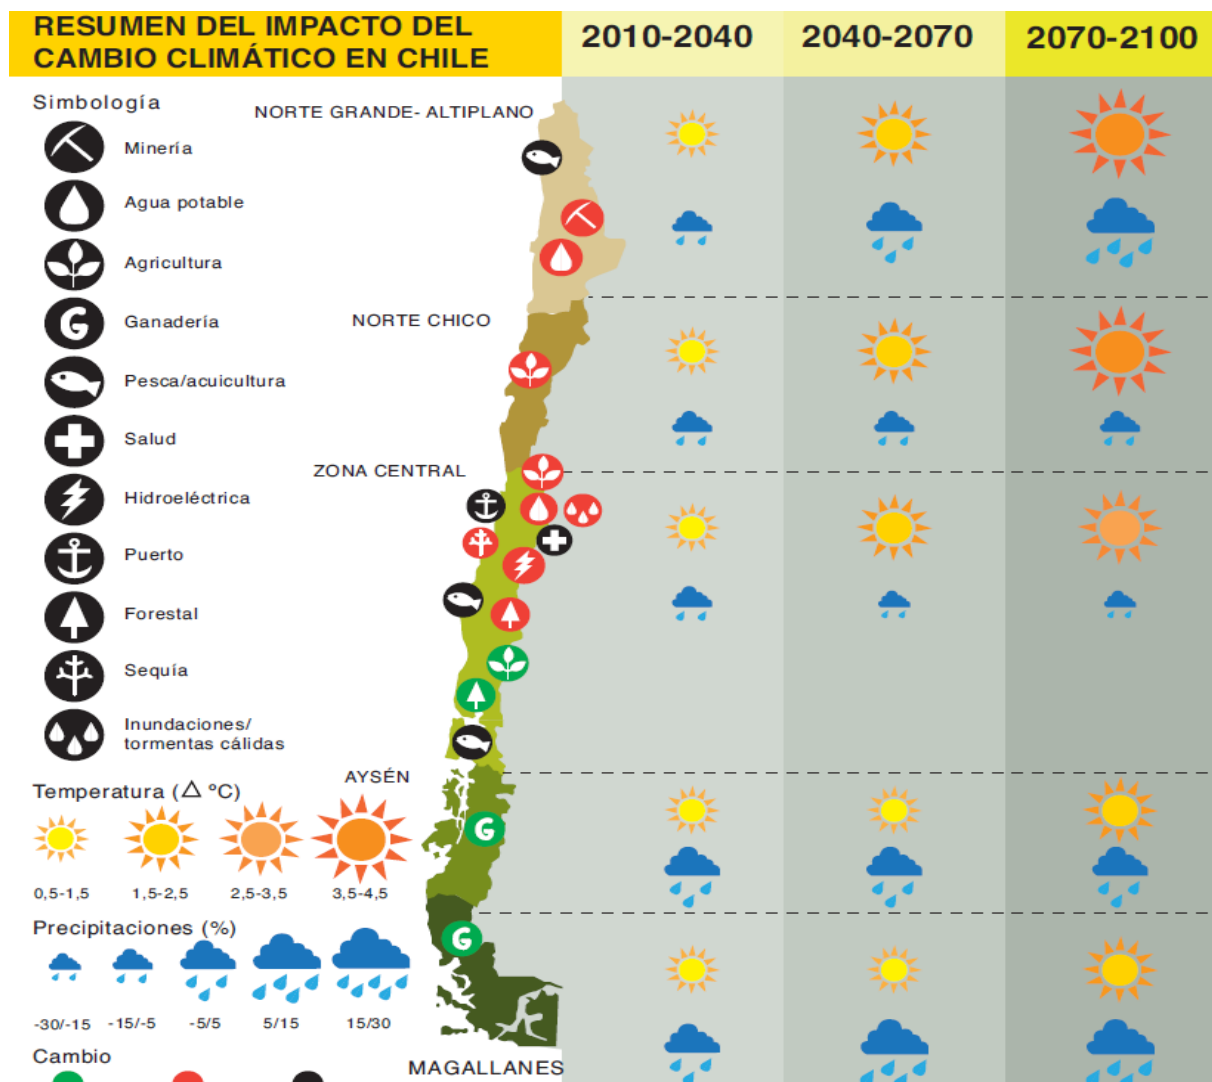 RESUMEN DEL IMPACTO DEL
CAMBIO CLIMÁTICO EN CHILE
2010-2040
2040-2070
2070-2100
Simbología
Minería
Agua potable
Agricultura
Ganadería
Pesca/acuicultura
Salud
Hidroeléctrica
Puerto
Forestal
Sequía
Inundaciones/
tormentas cálidas
NORTE GRANDE- ALTIPLANO
NORTE CHICO
ZONA CENTRAL
AYSÉN
MAGALLANES
Temperatura (△ ºC)
0,5-1,5
1,5-2,5
2,5-3,5
3,5-4,5
Precipitaciones (%)
-30/-15
-15/-5
-5/5
5/15
15/30
Cambio